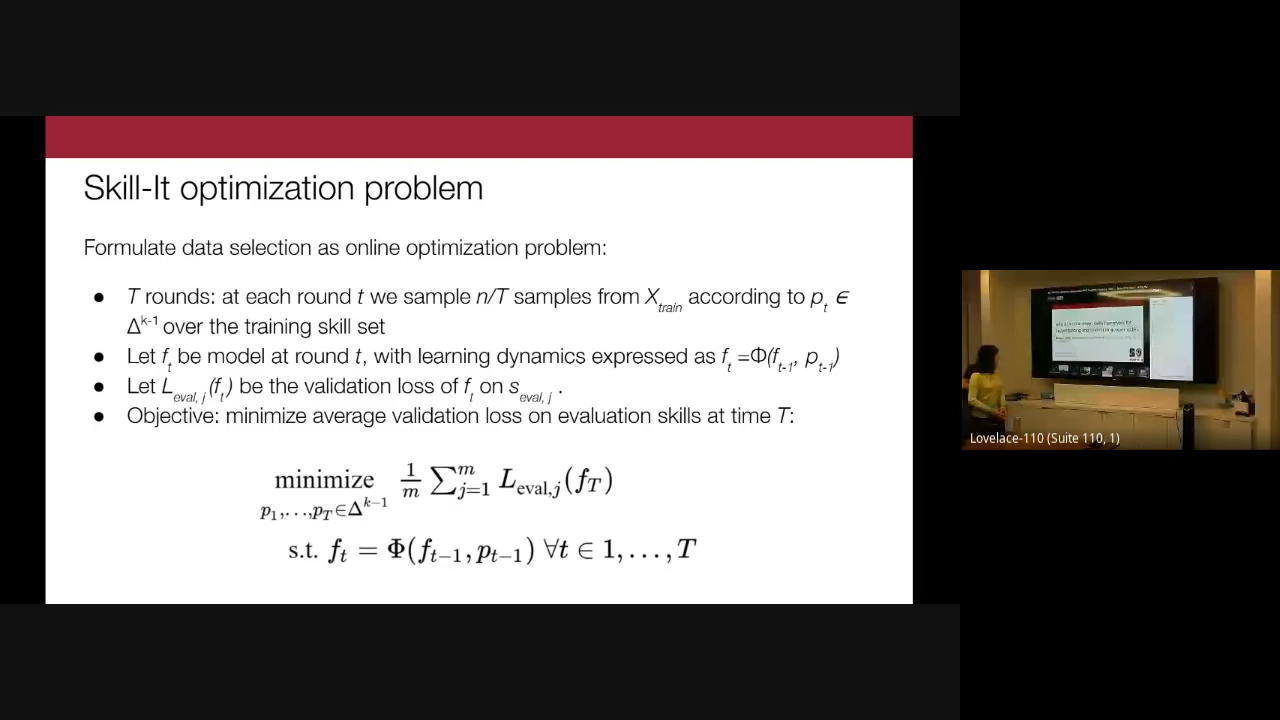 Skill-It optimization problem
Formulate data selection as online optimization problem:
● T rounds: at each round t we sample n/T samples from X_train according to p_t ∈
Δ^k-1 over the training skill set
● Let f_t be model at round t, with learning dynamics expressed as f_t =Φ(f_t-1, p_t-1)
● Let L_eval, j(f_t) be the validation loss of f_t on s_eval, j .
● Objective: minimize average validation loss on evaluation skills at time T:
minimize 1/m ∑_{j=1}^m L_eval,j(f_T)
p_1,...,p_T∈Δ^{k−1}
s.t. f_t = Φ(f_{t−1}, p_{t−1}) ∀t ∈ 1, . . . , T
Lovelace-110 (Suite 110, 1)